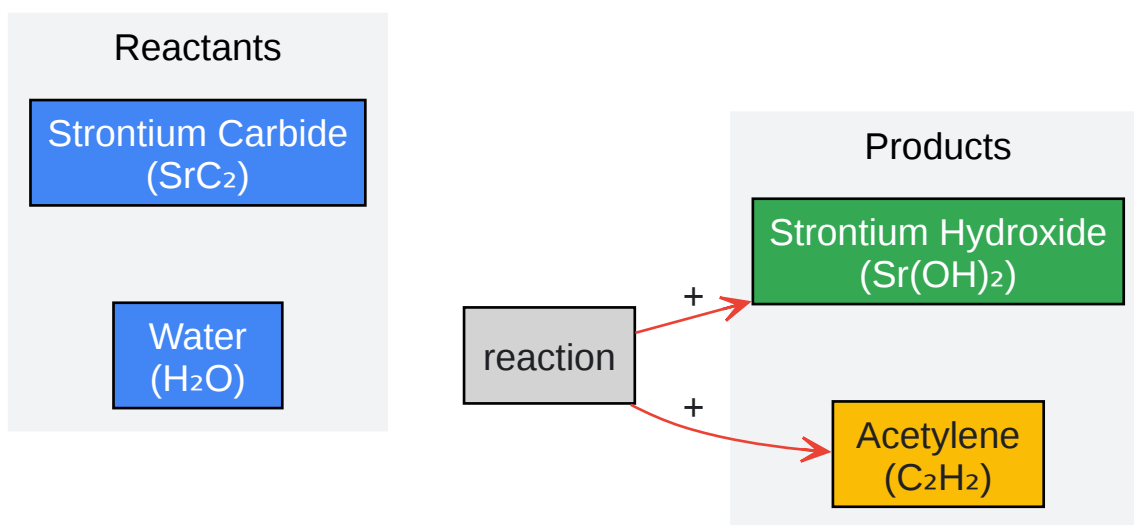 Reactants
Strontium Carbide
(SrC₂)
Water
(H₂O)
reaction
+
+
Products
Strontium Hydroxide
(Sr(OH)₂)
Acetylene
(C₂H₂)